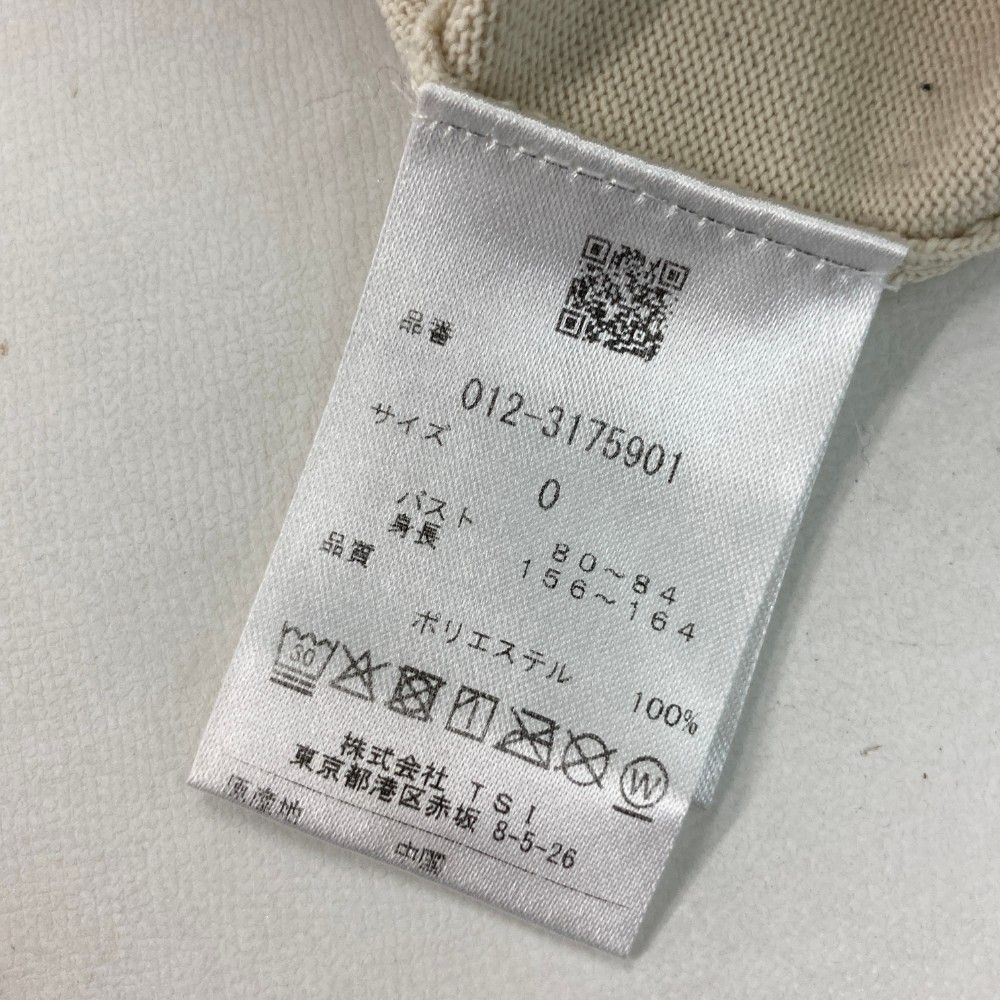 品番
012-3175901
サイズ
0
バスト 80~84
身長 156~164
品質
ポリエステル 100%
30
W
株式会社 TSI
東京都港区赤坂 8-5-26
原産地
中国